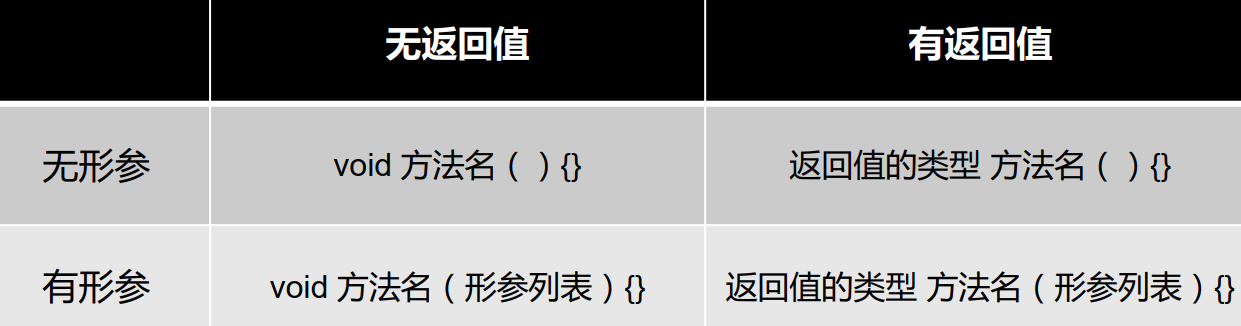 无返回值 有返回值
无形参 void 方法名（ ）{} 返回值的类型 方法名（ ）{}
有形参 void 方法名（形参列表）{} 返回值的类型 方法名（形参列表）{}